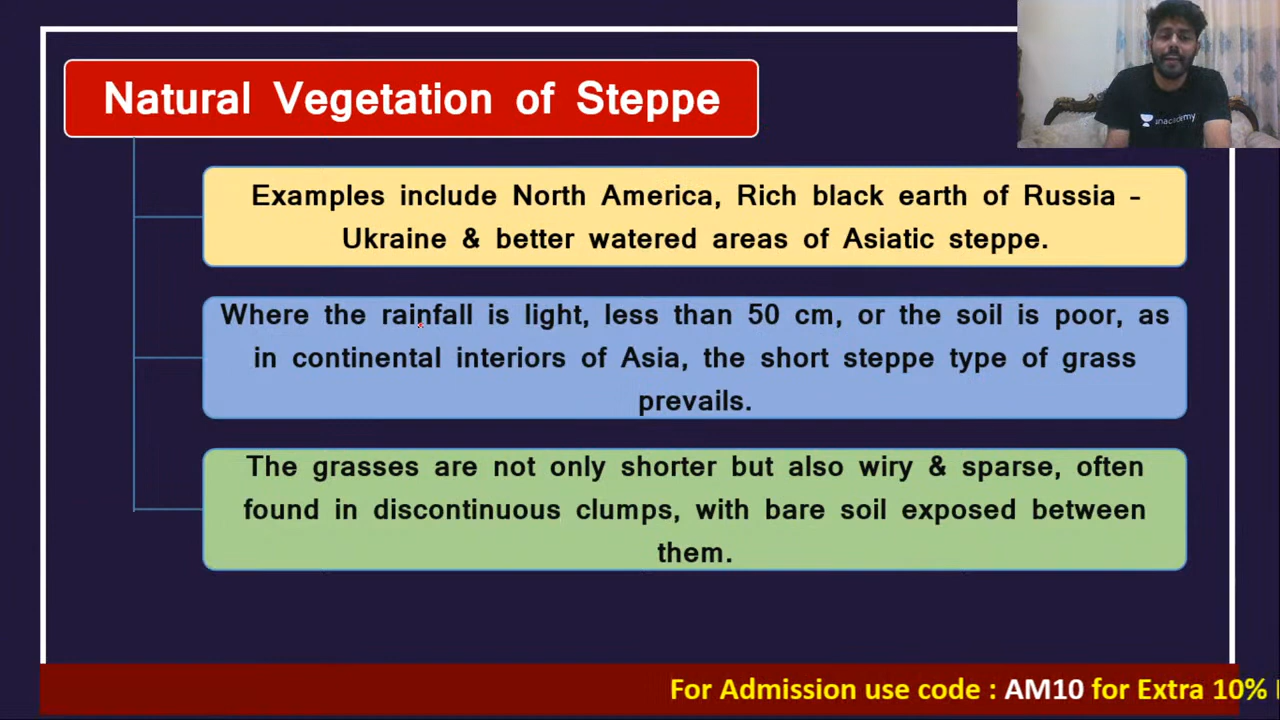 Natural Vegetation of Steppe
Examples include North America, Rich black earth of Russia -
Ukraine & better watered areas of Asiatic steppe.
Where the rainfall is light, less than 50 cm, or the soil is poor, as
in continental interiors of Asia, the short steppe type of grass
prevails.
The grasses are not only shorter but also wiry & sparse, often
found in discontinuous clumps, with bare soil exposed between
them.
unacademy
For Admission use code : AM10 for Extra 10%